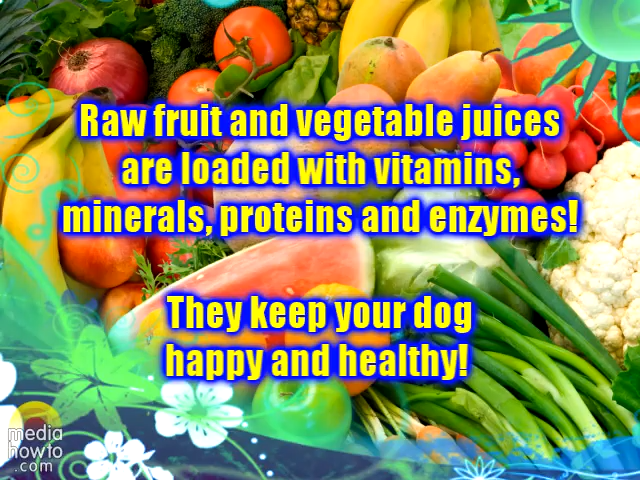 Raw fruit and vegetable juices
are loaded with vitamins,
minerals, proteins and enzymes!
They keep your dog
happy and healthy!
media
howto
.com